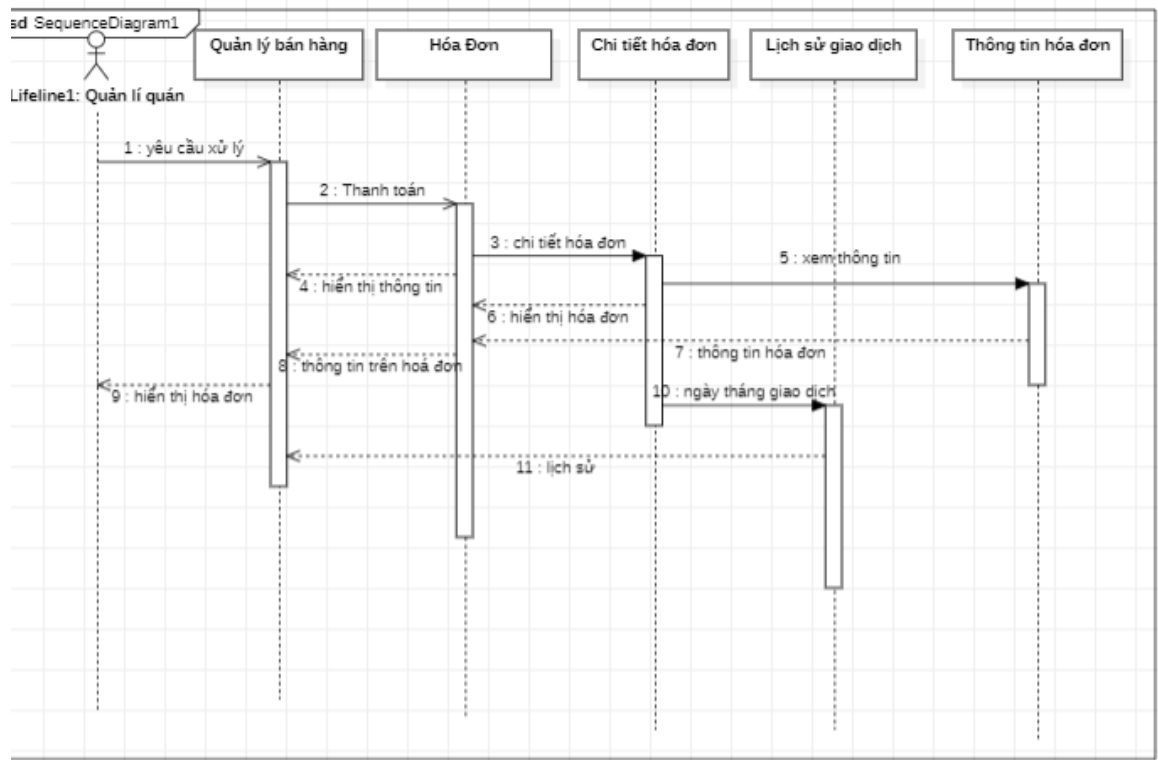 sd SequenceDiagram1
Quản lý bán hàng
Hóa Đơn
Chi tiết hóa đơn
Lịch sử giao dịch
Thông tin hóa đơn
Lifeline1: Quản lí quán
1 : yêu cầu xử lý
2 : Thanh toán
3 : chi tiết hóa đơn
5 : xem thông tin
4 : hiển thị thông tin
6 : hiển thị hóa đơn
7 : thông tin hóa đơn
8 : thông tin trên hoá đơn
9 : hiển thị hóa đơn
10 : ngày tháng giao dịch
11 : lịch sử